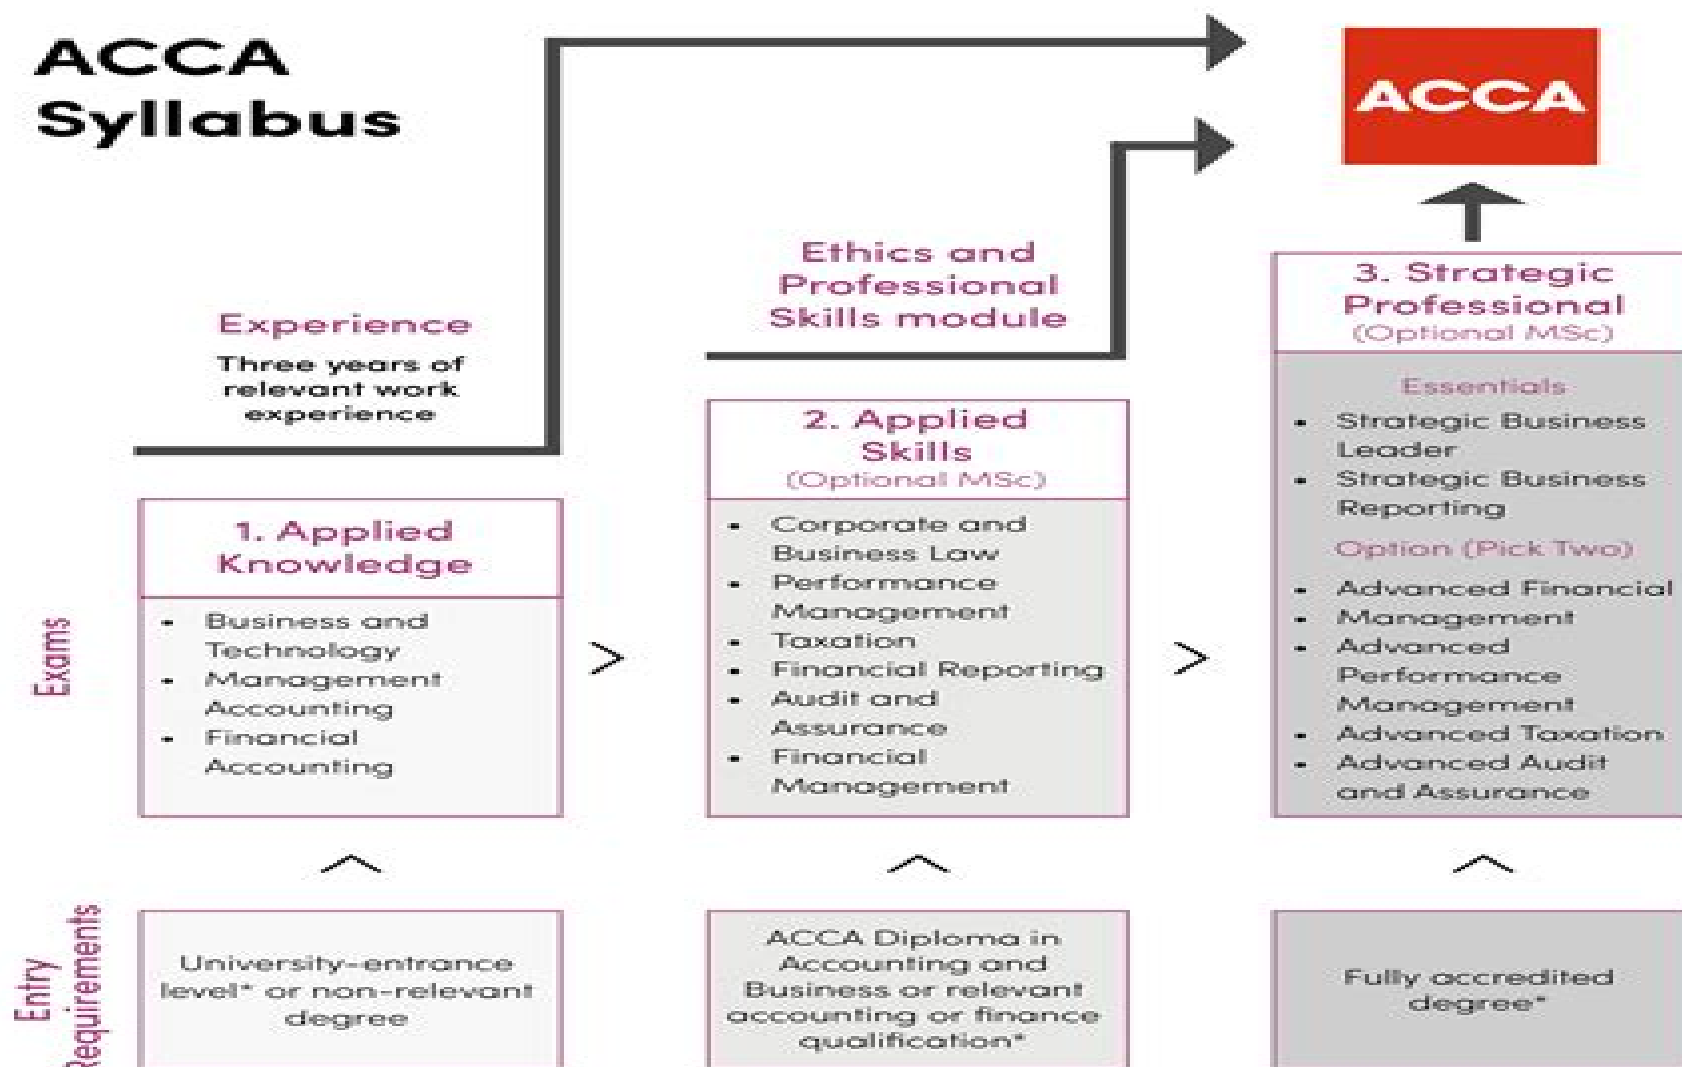 ACCA
Syllabus
ACCA
Experience
Three years of
relevant work
experience
Ethics and
Professional
Skills module
Exams
1. Applied
Knowledge
• Business and
Technology
• Management
Accounting
• Financial
Accounting
>
2. Applied
Skills
(Optional MSc)
• Corporate and
Business Law
• Performance
Management
• Taxation
• Financial Reporting
• Audit and
Assurance
• Financial
Management
>
3. Strategic
Professional
(Optional MSc)
Essentials
• Strategic Business
Leader
• Strategic Business
Reporting
Option (Pick Two)
• Advanced Financial
• Management
• Advanced
Performance
Management
• Advanced Taxation
• Advanced Audit
and Assurance
Entry
Requirements
University-entrance
level* or non-relevant
degree
ACCA Diploma in
Accounting and
Business or relevant
accounting or finance
qualification*
Fully accredited
degree*